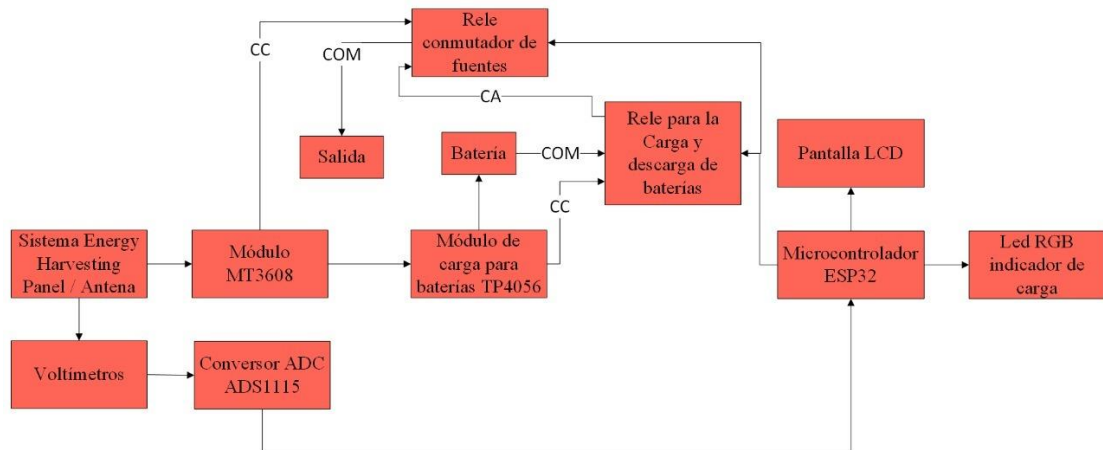 Rele
conmutador de
fuentes
CC
COM
CA
Salida
Batería
COM
Rele para la
Carga y
descarga de
baterías
Pantalla LCD
CC
Sistema Energy
Harvesting
Panel / Antena
Módulo
MT3608
Módulo de
carga para
baterías TP4056
Microcontrolador
ESP32
Led RGB
indicador de
carga
Voltímetros
Conversor ADC
ADS1115